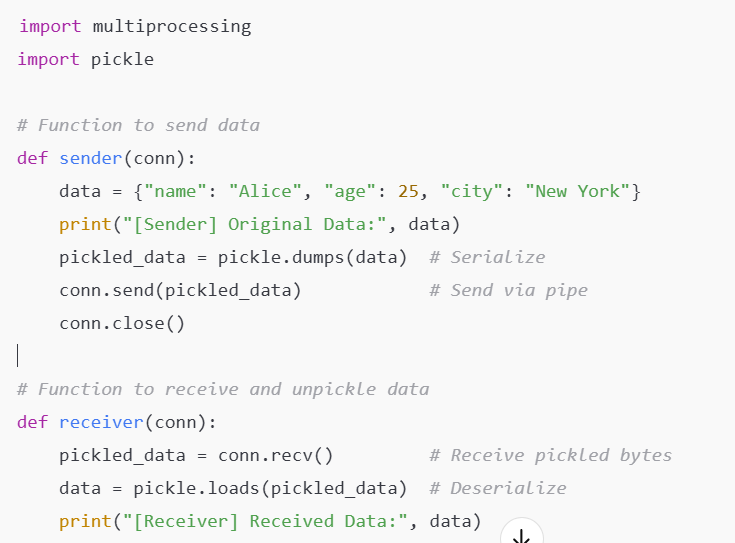 import multiprocessing
import pickle

# Function to send data
def sender(conn):
    data = {"name": "Alice", "age": 25, "city": "New York"}
    print("[Sender] Original Data:", data)
    pickled_data = pickle.dumps(data)  # Serialize
    conn.send(pickled_data)            # Send via pipe
    conn.close()

# Function to receive and unpickle data
def receiver(conn):
    pickled_data = conn.recv()         # Receive pickled bytes
    data = pickle.loads(pickled_data)  # Deserialize
    print("[Receiver] Received Data:", data)